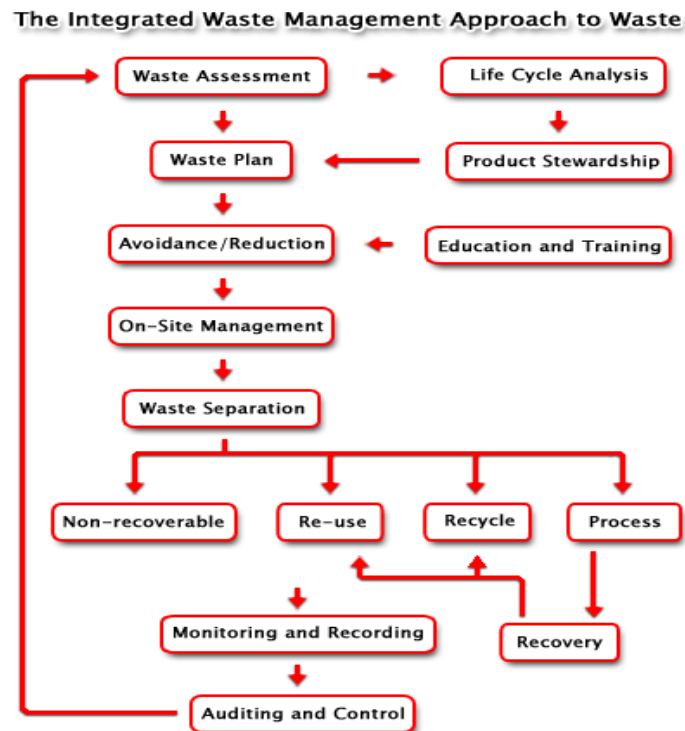 The Integrated Waste Management Approach to Waste
Waste Assessment
Life Cycle Analysis
Waste Plan
Product Stewardship
Avoidance/Reduction
Education and Training
On-Site Management
Waste Separation
Non-recoverable
Re-use
Recycle
Process
Monitoring and Recording
Recovery
Auditing and Control